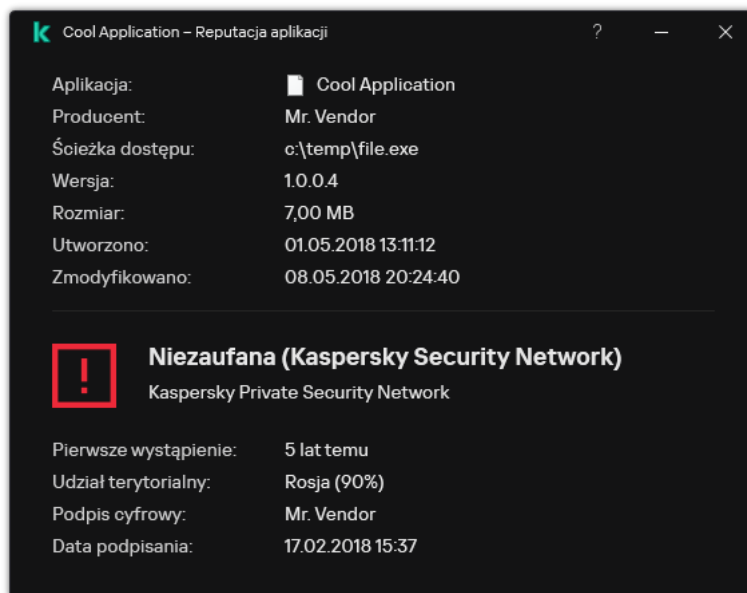 Cool Application – Reputacja aplikacji ?
Aplikacja: Cool Application
Producent: Mr. Vendor
Ścieżka dostępu: c:\temp\file.exe
Wersja: 1.0.0.4
Rozmiar: 7,00 MB
Utworzono: 01.05.2018 13:11:12
Zmodyfikowano: 08.05.2018 20:24:40
Niezaufana (Kaspersky Security Network)
Kaspersky Private Security Network
Pierwsze wystąpienie: 5 lat temu
Udział terytorialny: Rosja (90%)
Podpis cyfrowy: Mr. Vendor
Data podpisania: 17.02.2018 15:37